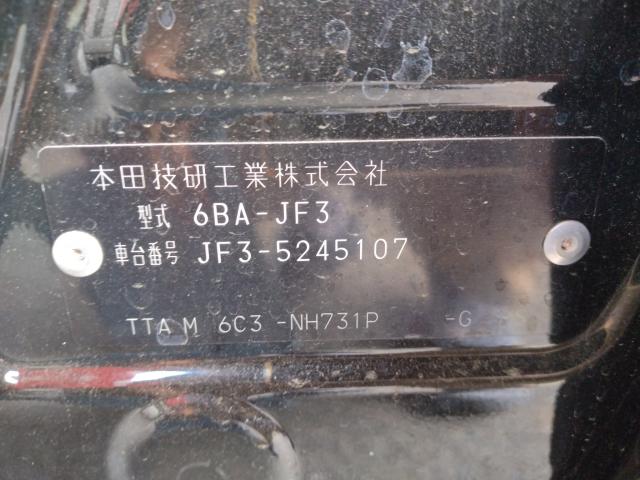 本田技研工業株式会社
型式 6BA-JF3
車台番号 JF3-5245107
TTA M 6C3 -NH731P -G